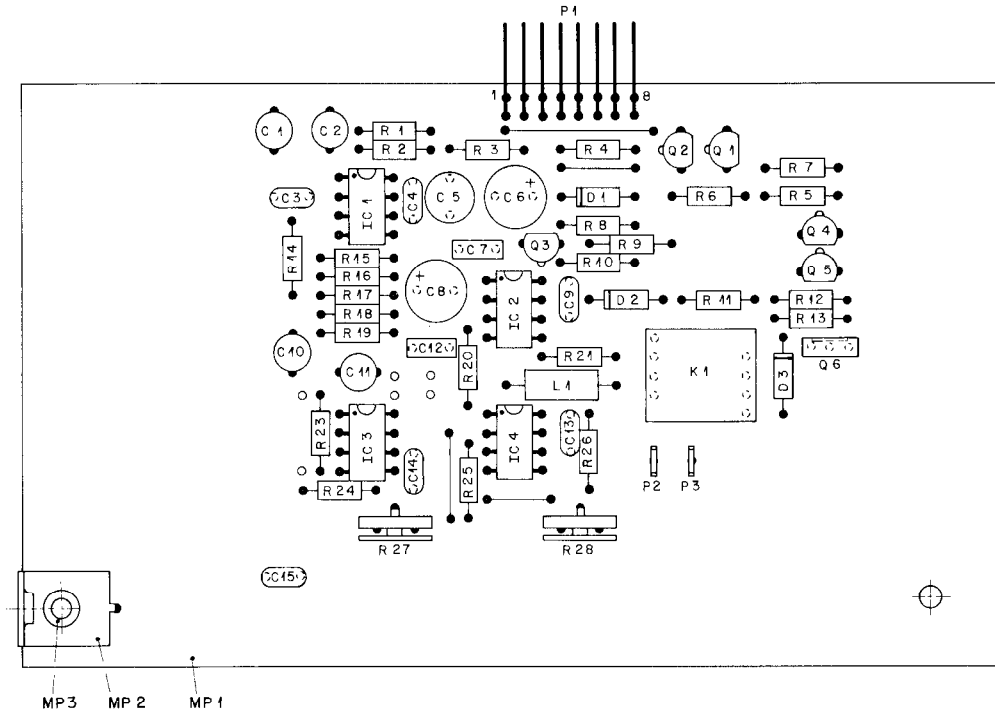 P1
1 8
C1 C2 R1
R2 R3 R4 Q2 Q1
R7
C3 IC1 C4 C5 C6 D1 R6 R5
R8 Q4
R14 R15 C7 Q3 R9
R16 R10 Q5
R17 C8 IC2 C9 D2 R11 R12
R18 R13
R19
C10 C12 R20 R21 K1 D3 Q6
C11 L1
R23 IC3 IC4 C13 R26
C14 R25 P2 P3
R24
R27 R28
C15
MP3 MP2 MP1